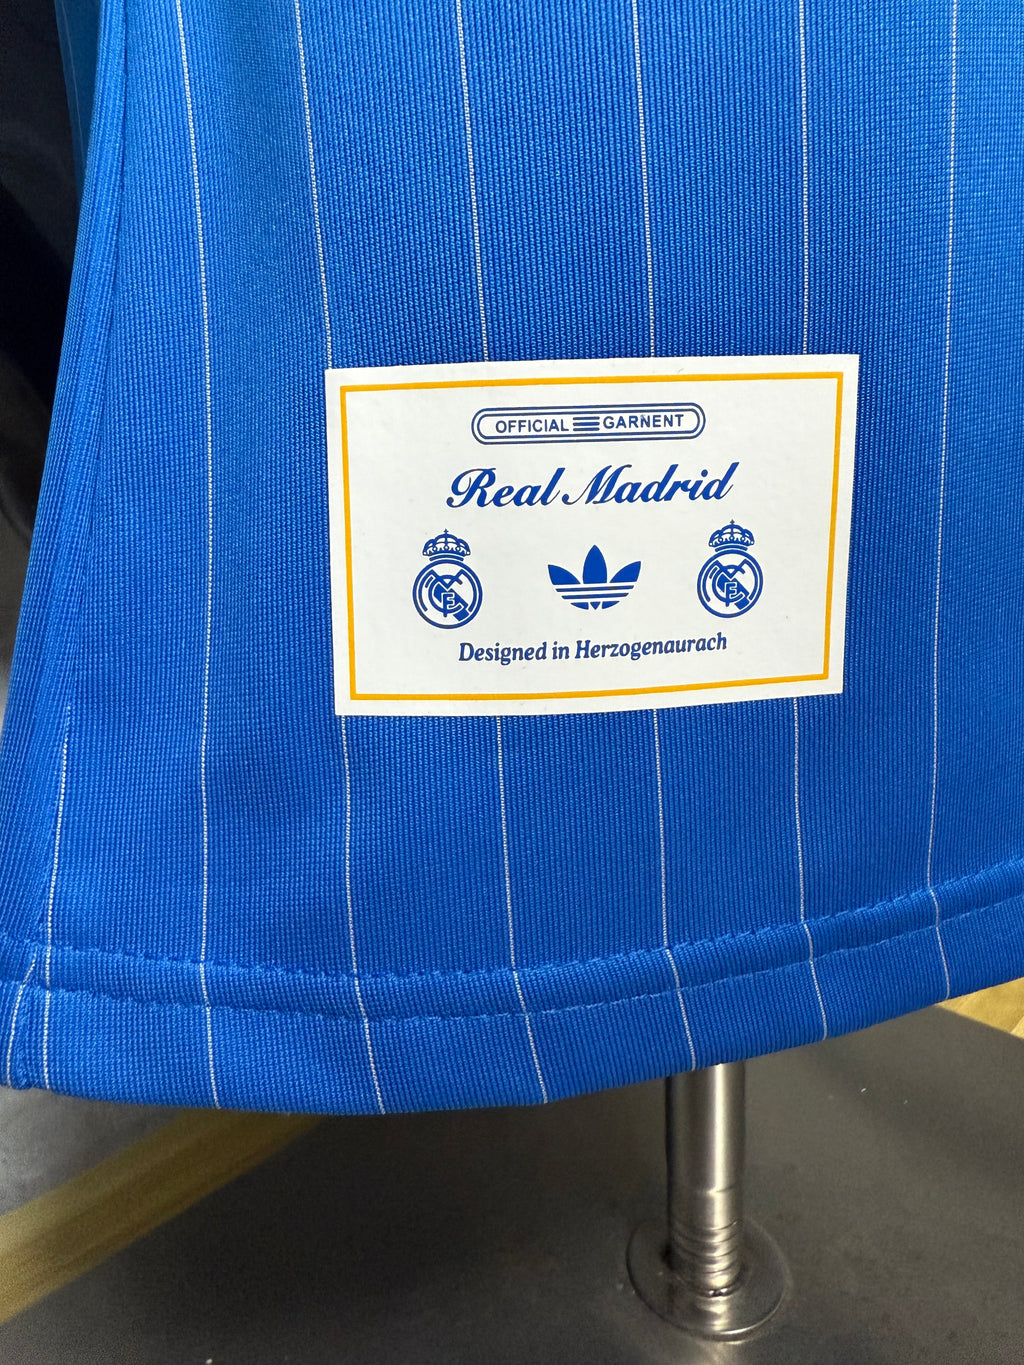 OFFICIAL GARNENT
Real Madrid
Designed in Herzogenaurach